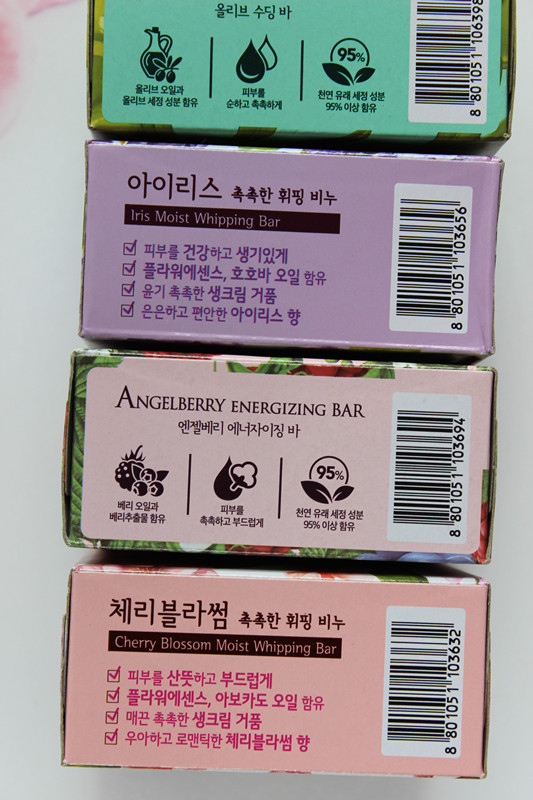 올리브 수딩 바
올리브 오일과
올리브 세정 성분 함유
피부를
순하고 촉촉하게
95%
천연 유래 세정 성분
95% 이상 함유
8 801051 106398
아이리스 촉촉한 휘핑 비누
Iris Moist Whipping Bar
피부를 건강하고 생기있게
플라워에센스, 호호바 오일 함유
윤기 촉촉한 생크림 거품
은은하고 편안한 아이리스 향
8 801051 103656
ANGELBERRY ENERGIZING BAR
엔젤베리 에너자이징 바
베리 오일과
베리추출물 함유
피부를
촉촉하고 부드럽게
95%
천연 유래 세정 성분
95% 이상 함유
8 801051 103694
체리블라썸 촉촉한 휘핑 비누
Cherry Blossom Moist Whipping Bar
피부를 산뜻하고 부드럽게
플라워에센스, 아보카도 오일 함유
매끈 촉촉한 생크림 거품
우아하고 로맨틱한 체리블라썸 향
8 801051 103632